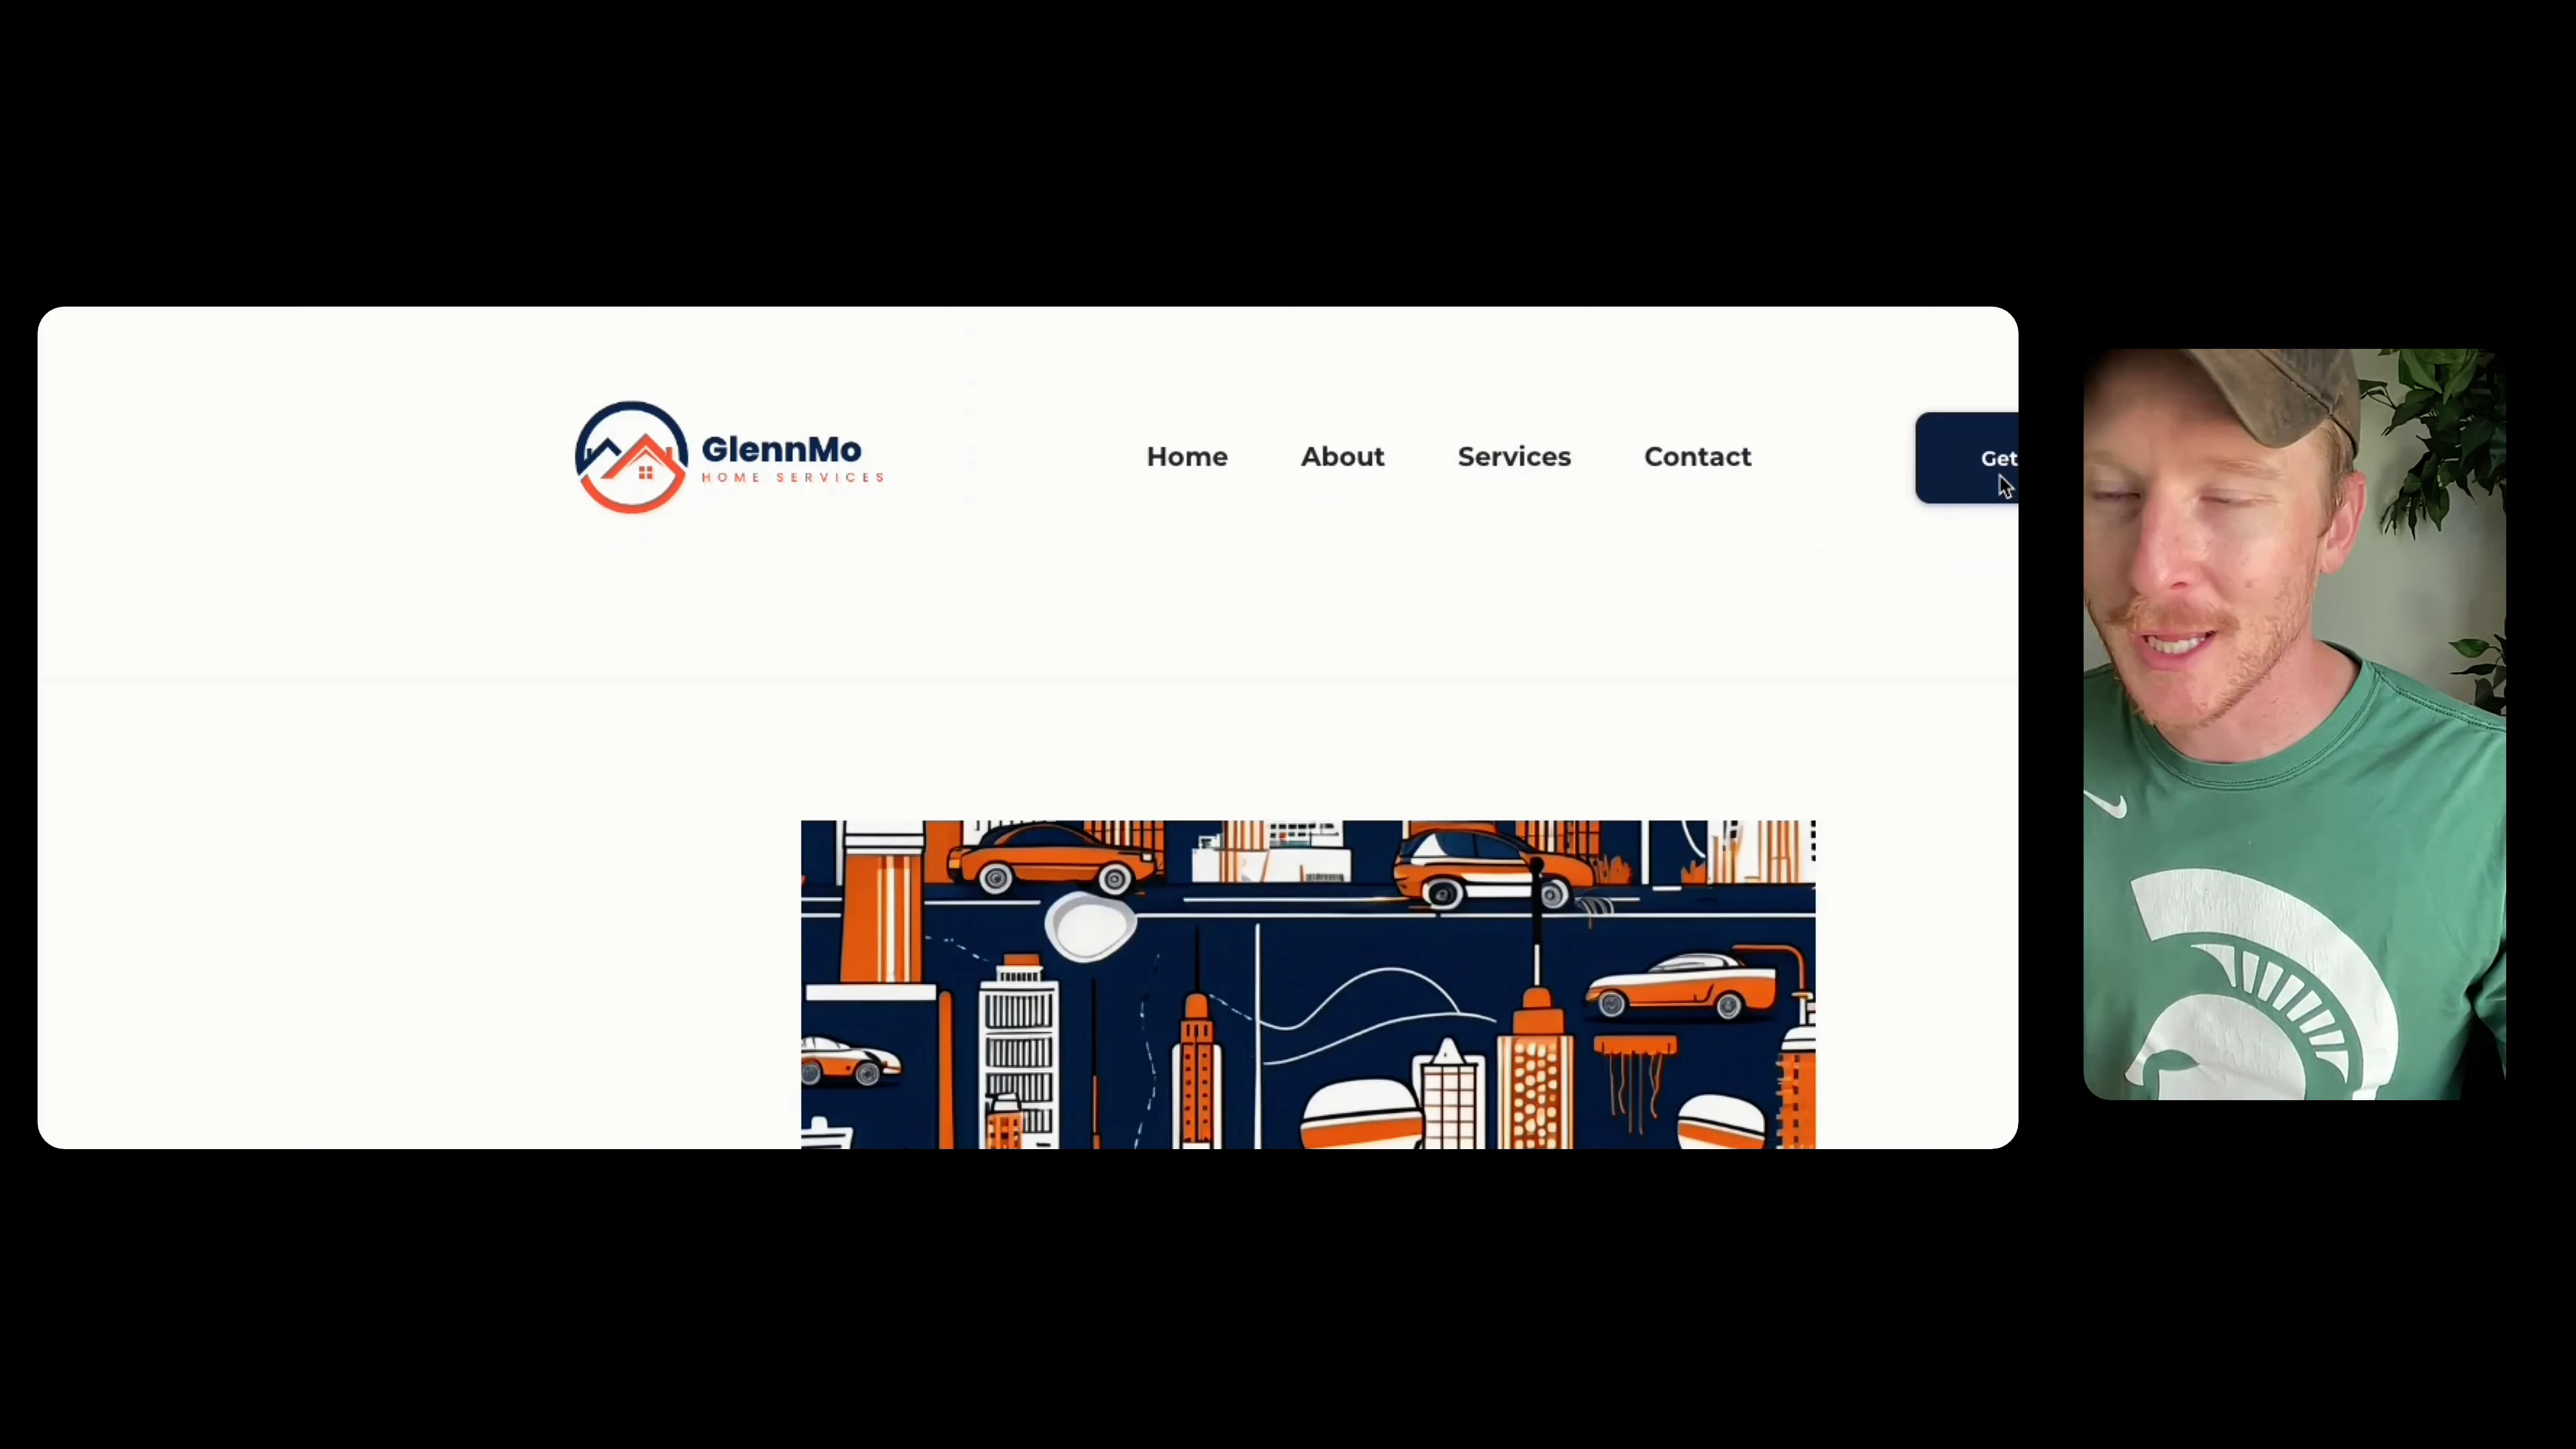 GlennMo
HOME SERVICES
Home
About
Services
Contact
Get